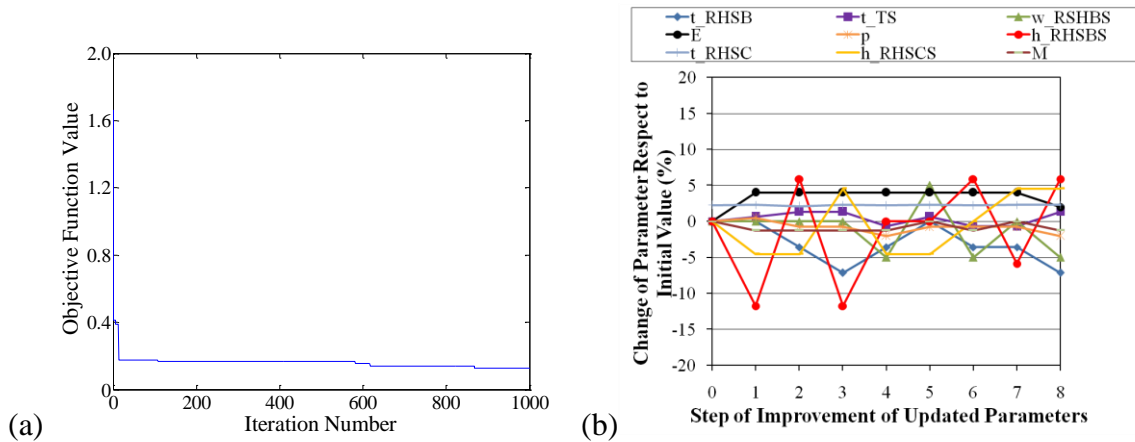 2.0
1.6
1.2
0.8
0.4
0
0 200 400 600 800 1000
Objective Function Value
Iteration Number
(a)
t_RHSB t_TS w_RSHBS
E p h_RHSBS
t_RHSC h_RHSCS M
20
15
10
5
0
-5
-10
-15
-20
0 1 2 3 4 5 6 7 8
Change of Parameter Respect to
Initial Value (%)
Step of Improvement of Updated Parameters
(b)